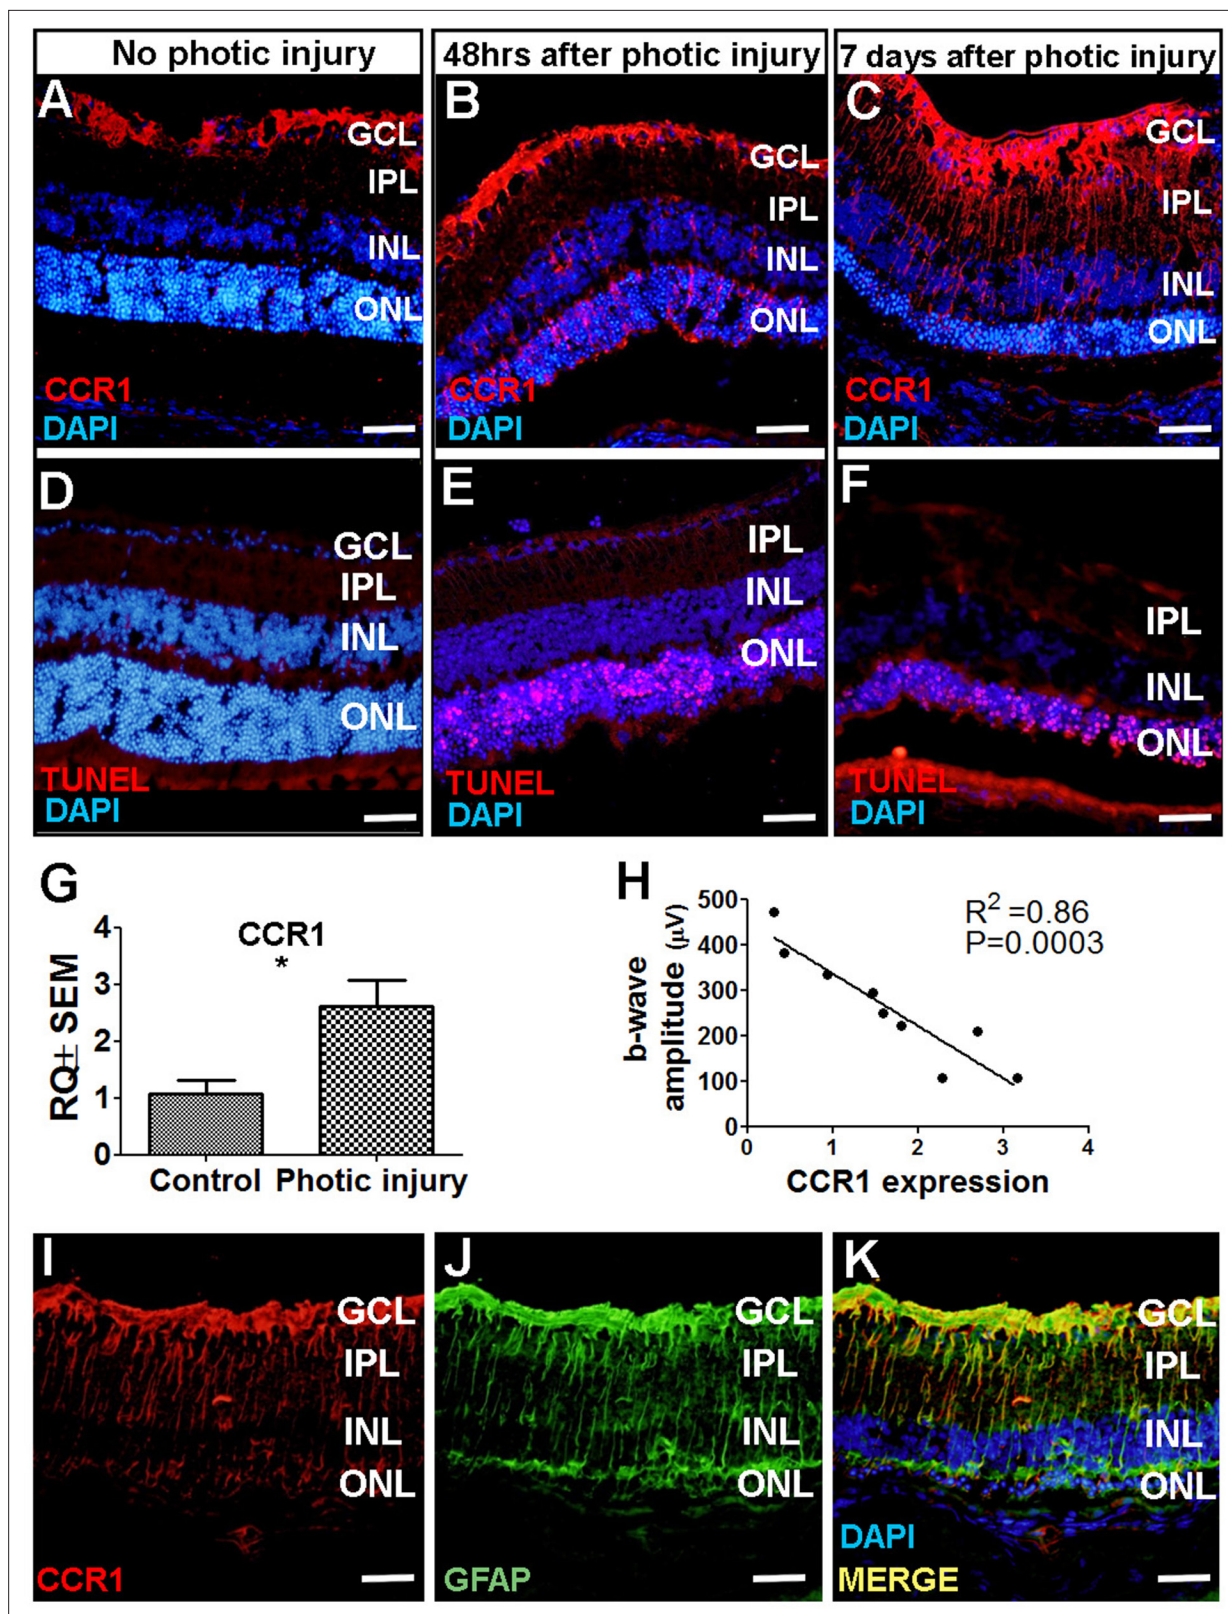 No photic injury
48hrs after photic injury
7 days after photic injury
A
GCL
IPL
INL
ONL
CCR1
DAPI
B
GCL
IPL
INL
ONL
CCR1
DAPI
C
GCL
IPL
INL
ONL
CCR1
DAPI
D
GCL
IPL
INL
ONL
TUNEL
DAPI
E
IPL
INL
ONL
TUNEL
DAPI
F
IPL
INL
ONL
TUNEL
DAPI
G
CCR1
*
RQ± SEM
4
3
2
1
0
Control
Photic injury
H
R² =0.86
P=0.0003
b-wave
amplitude (µV)
500
400
300
200
100
0
0 1 2 3 4
CCR1 expression
I
GCL
IPL
INL
ONL
CCR1
J
GCL
IPL
INL
ONL
GFAP
K
GCL
IPL
INL
ONL
DAPI
MERGE